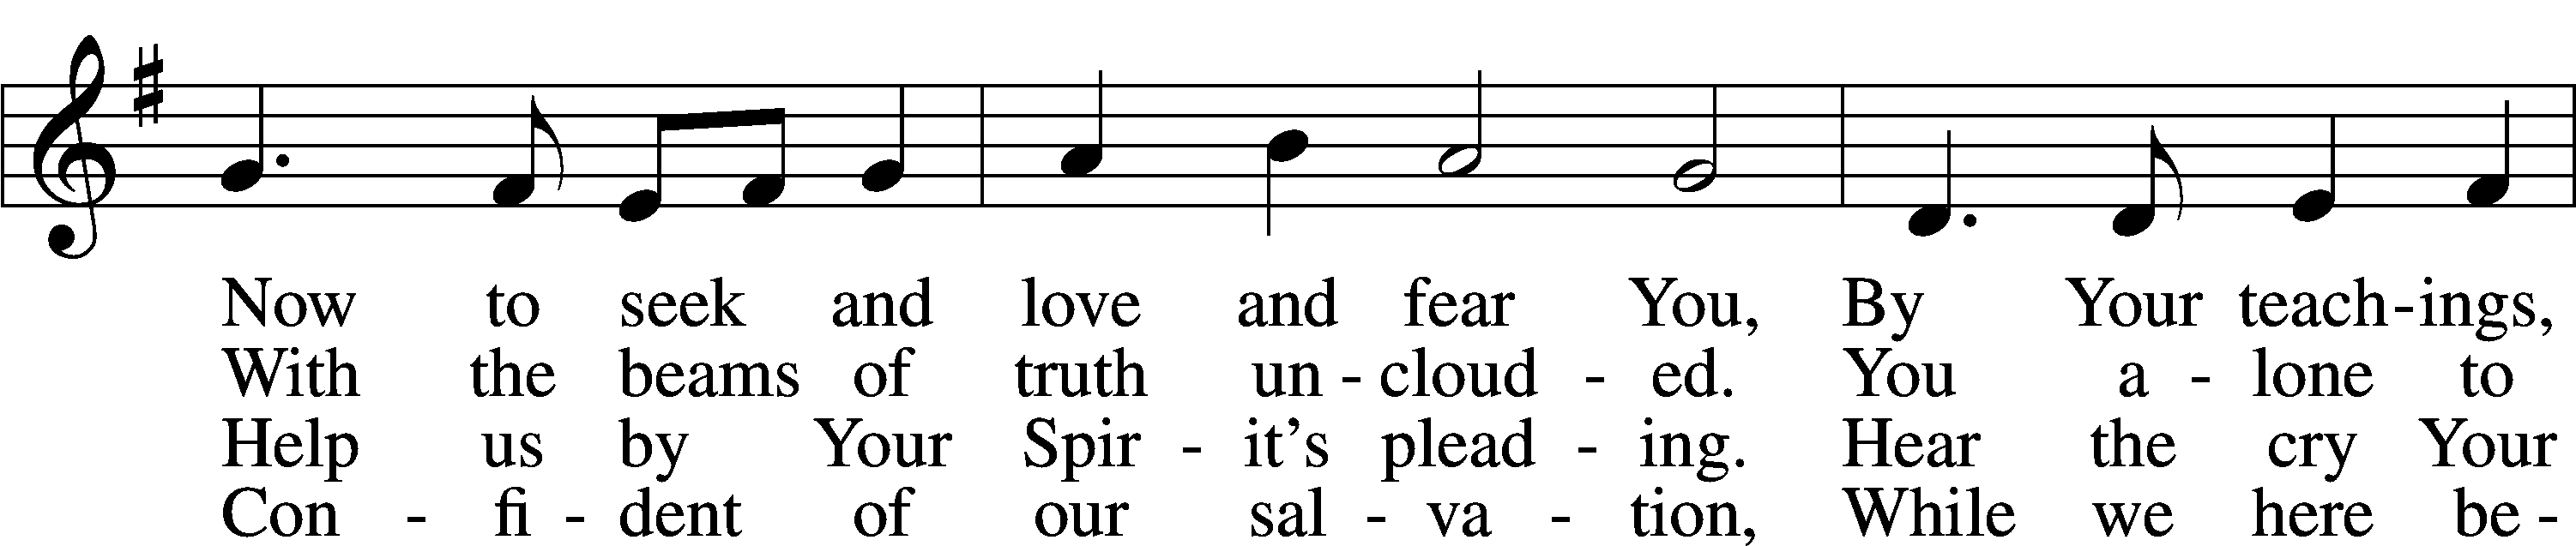 Now to seek and love and fear You, By Your teach-ings,
With the beams of truth un - cloud - ed. You a - lone to
Help us by Your Spir - it's plead - ing. Hear the cry Your
Con - fi - dent of our sal - va - tion, While we here be -